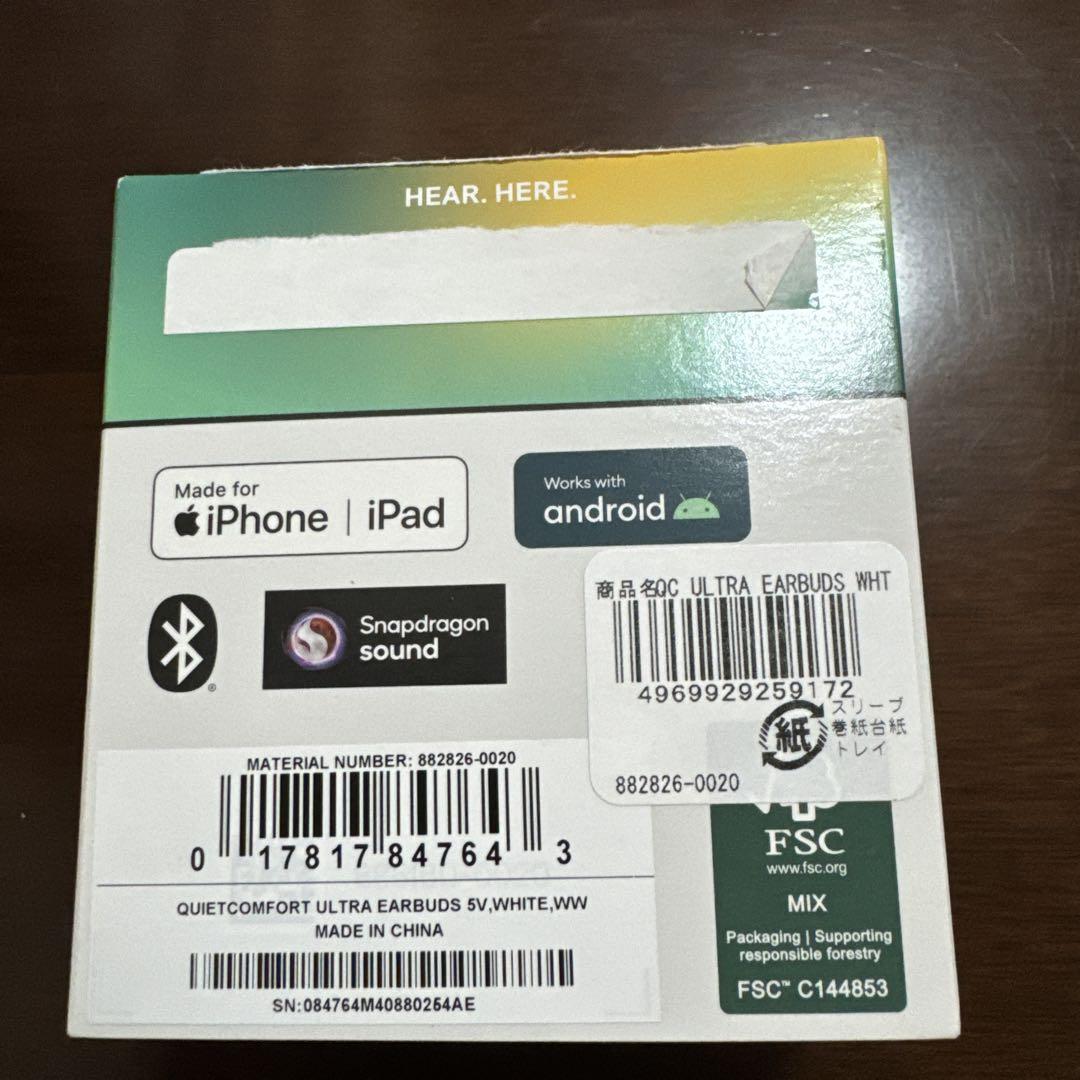 HEAR. HERE.
Made for
iPhone | iPad
Works with
android
Snapdragon
sound
商品名QC ULTRA EARBUDS WHT
4969929259172
紙
スリーブ
巻紙台紙
トレイ
882826-0020
MATERIAL NUMBER: 882826-0020
0 17817 84764 3
QUIETCOMFORT ULTRA EARBUDS 5V,WHITE,WW
MADE IN CHINA
SN:084764M40880254AE
FSC
www.fsc.org
MIX
Packaging | Supporting
responsible forestry
FSC™ C144853